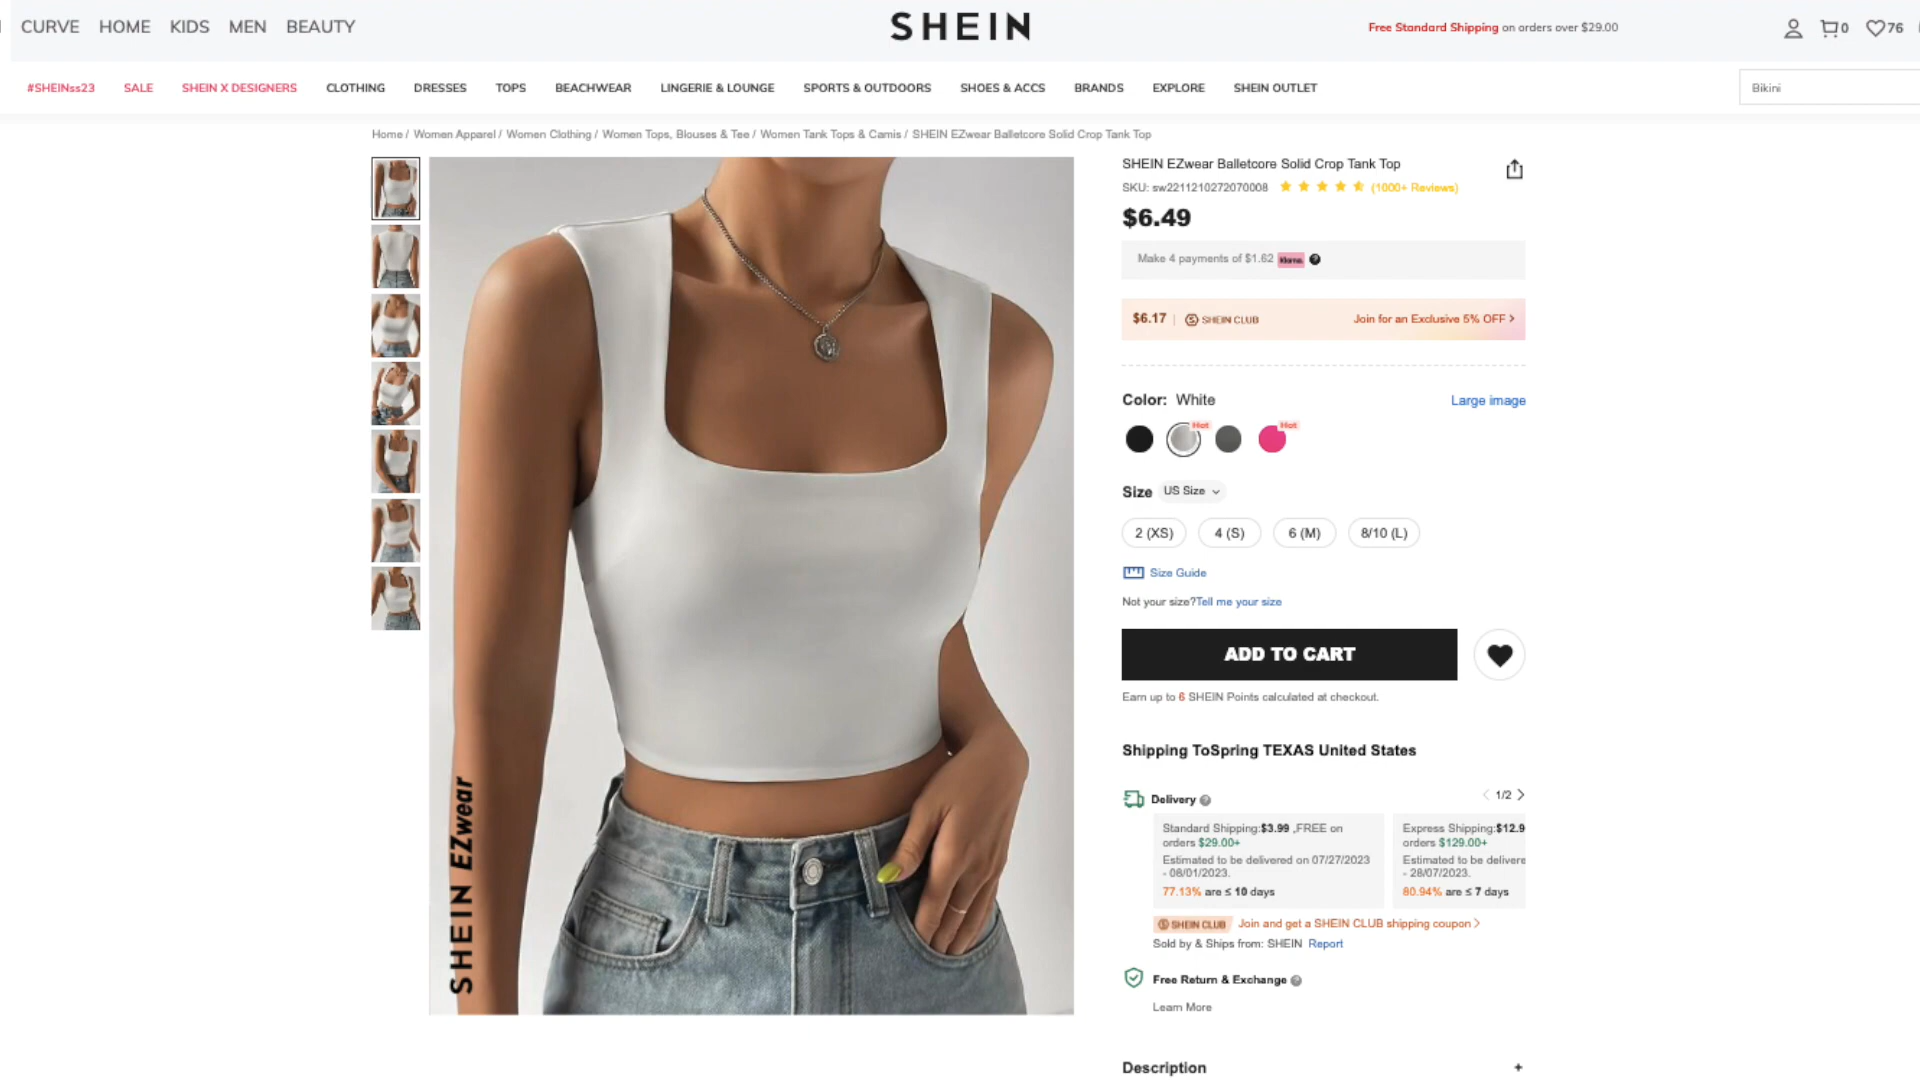 CURVE HOME KIDS MEN BEAUTY
SHEIN
Free Standard Shipping on orders over $29.00
0
76
#SHEINss23 SALE SHEIN X DESIGNERS CLOTHING DRESSES TOPS BEACHWEAR LINGERIE & LOUNGE SPORTS & OUTDOORS SHOES & ACCS BRANDS EXPLORE SHEIN OUTLET
Bikini
Home / Women Apparel / Women Clothing / Women Tops, Blouses & Tee / Women Tank Tops & Camis / SHEIN EZwear Balletcore Solid Crop Tank Top
SHEIN EZwear
SHEIN EZwear Balletcore Solid Crop Tank Top
SKU: sw2211210272070008 (1000+ Reviews)
$6.49
Make 4 payments of $1.62 Klarna. ?
$6.17 | S SHEIN CLUB Join for an Exclusive 5% OFF >
Color: White Large image
Hot Hot
Size US Size
2 (XS) 4 (S) 6 (M) 8/10 (L)
Size Guide
Not your size?Tell me your size
ADD TO CART
Earn up to 6 SHEIN Points calculated at checkout.
Shipping ToSpring TEXAS United States
Delivery ? < 1/2 >
Standard Shipping:$3.99 ,FREE on
orders $29.00+
Estimated to be delivered on 07/27/2023
- 08/01/2023.
77.13% are ≤ 10 days
Express Shipping:$12.9
orders $129.00+
Estimated to be delivere
- 28/07/2023.
80.94% are ≤ 7 days
S SHEIN CLUB Join and get a SHEIN CLUB shipping coupon >
Sold by & Ships from: SHEIN Report
Free Return & Exchange ?
Learn More
Description +